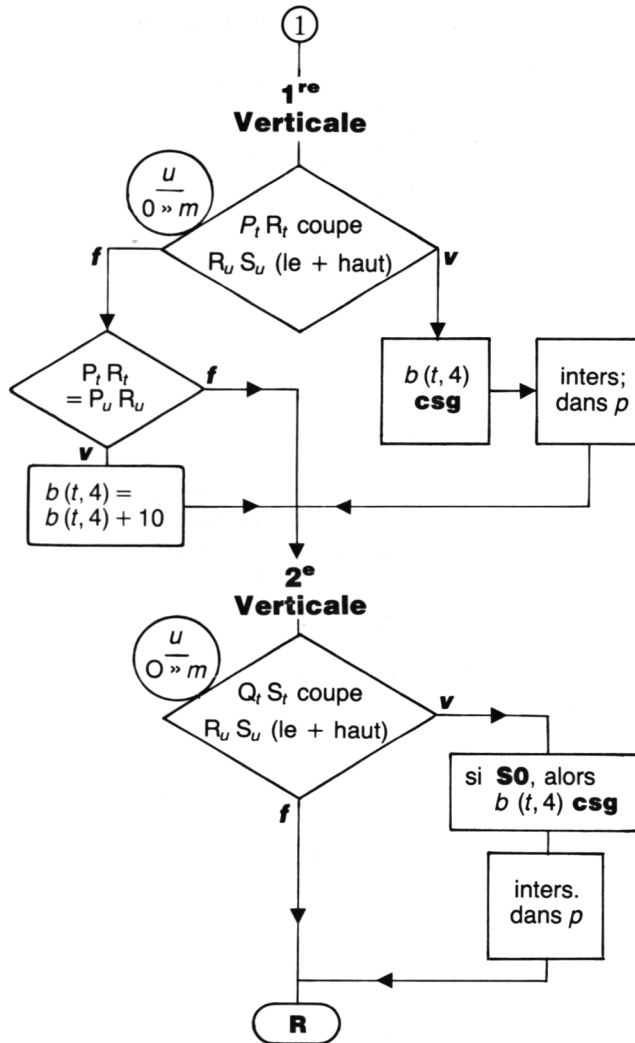 1
1re
Verticale
u
0 » m
Pt Rt coupe
Ru Su (le + haut)
f
v
Pt Rt
= Pu Ru
f
v
b (t, 4)
csg
inters;
dans p
b (t, 4) =
b (t, 4) + 10
2e
Verticale
u
O » m
Qt St coupe
Ru Su (le + haut)
v
f
si S0, alors
b (t, 4) csg
inters.
dans p
R